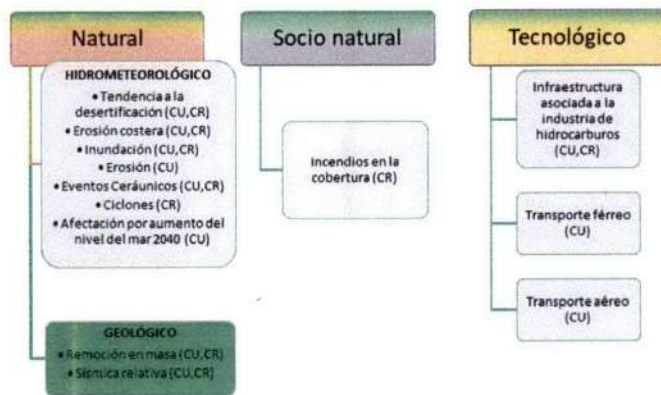 Natural
HIDROMETEOROLÓGICO
• Tendencia a la
desertificación (CU,CR)
• Erosión costera (CU,CR)
• Inundación (CU,CR)
• Erosión (CU)
• Eventos Ceráunicos (CU,CR)
• Ciclones (CR)
• Afectación por aumento del
nivel del mar 2040 (CU)
GEOLÓGICO
• Remoción en masa (CU,CR)
• Sísmica relativa (CU,CR)
Socio natural
Incendios en la
cobertura (CR)
Tecnológico
Infraestructura
asociada a la
industria de
hidrocarburos
(CU,CR)
Transporte férreo
(CU)
Transporte aéreo
(CU)